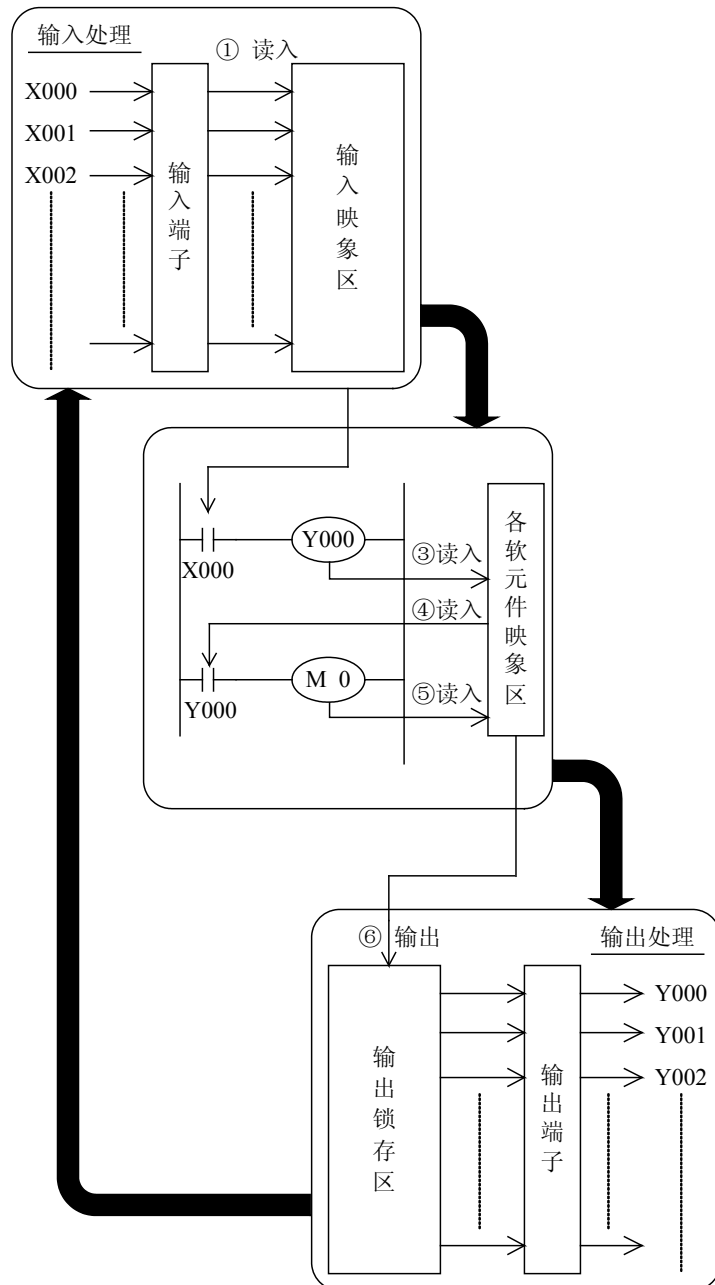 输入处理
① 读入
X000
X001
X002
输入端子
输入映象区
X000
Y000
③读入
④读入
Y000
M 0
⑤读入
各软元件映象区
⑥ 输出
输出处理
输出锁存区
输出端子
Y000
Y001
Y002